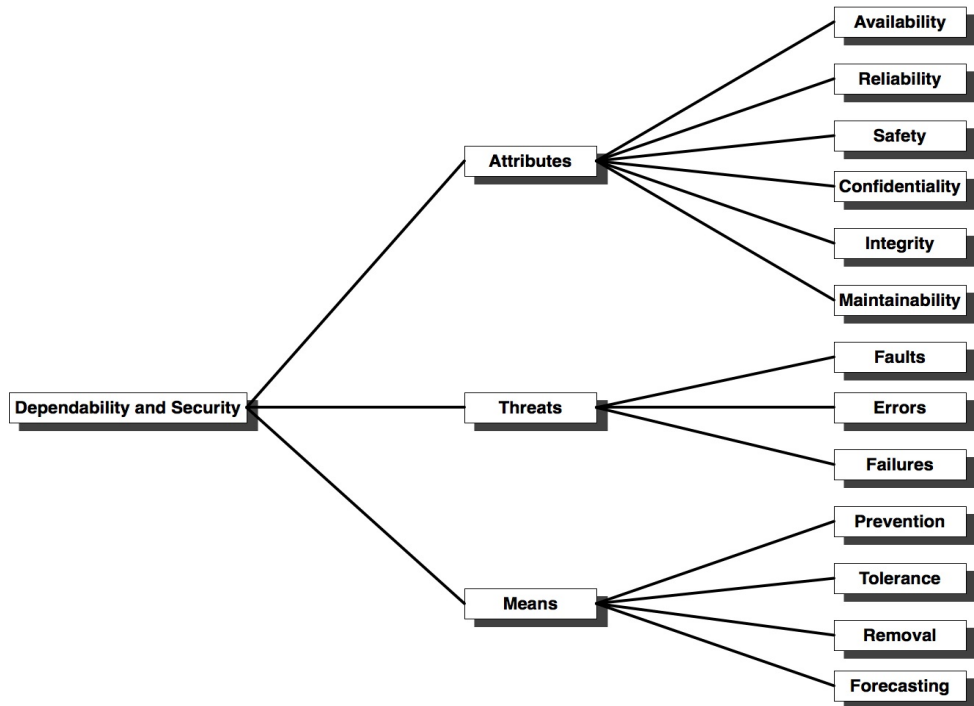 Availability
Reliability
Safety
Attributes
Confidentiality
Integrity
Maintainability
Faults
Dependability and Security
Threats
Errors
Failures
Prevention
Tolerance
Means
Removal
Forecasting